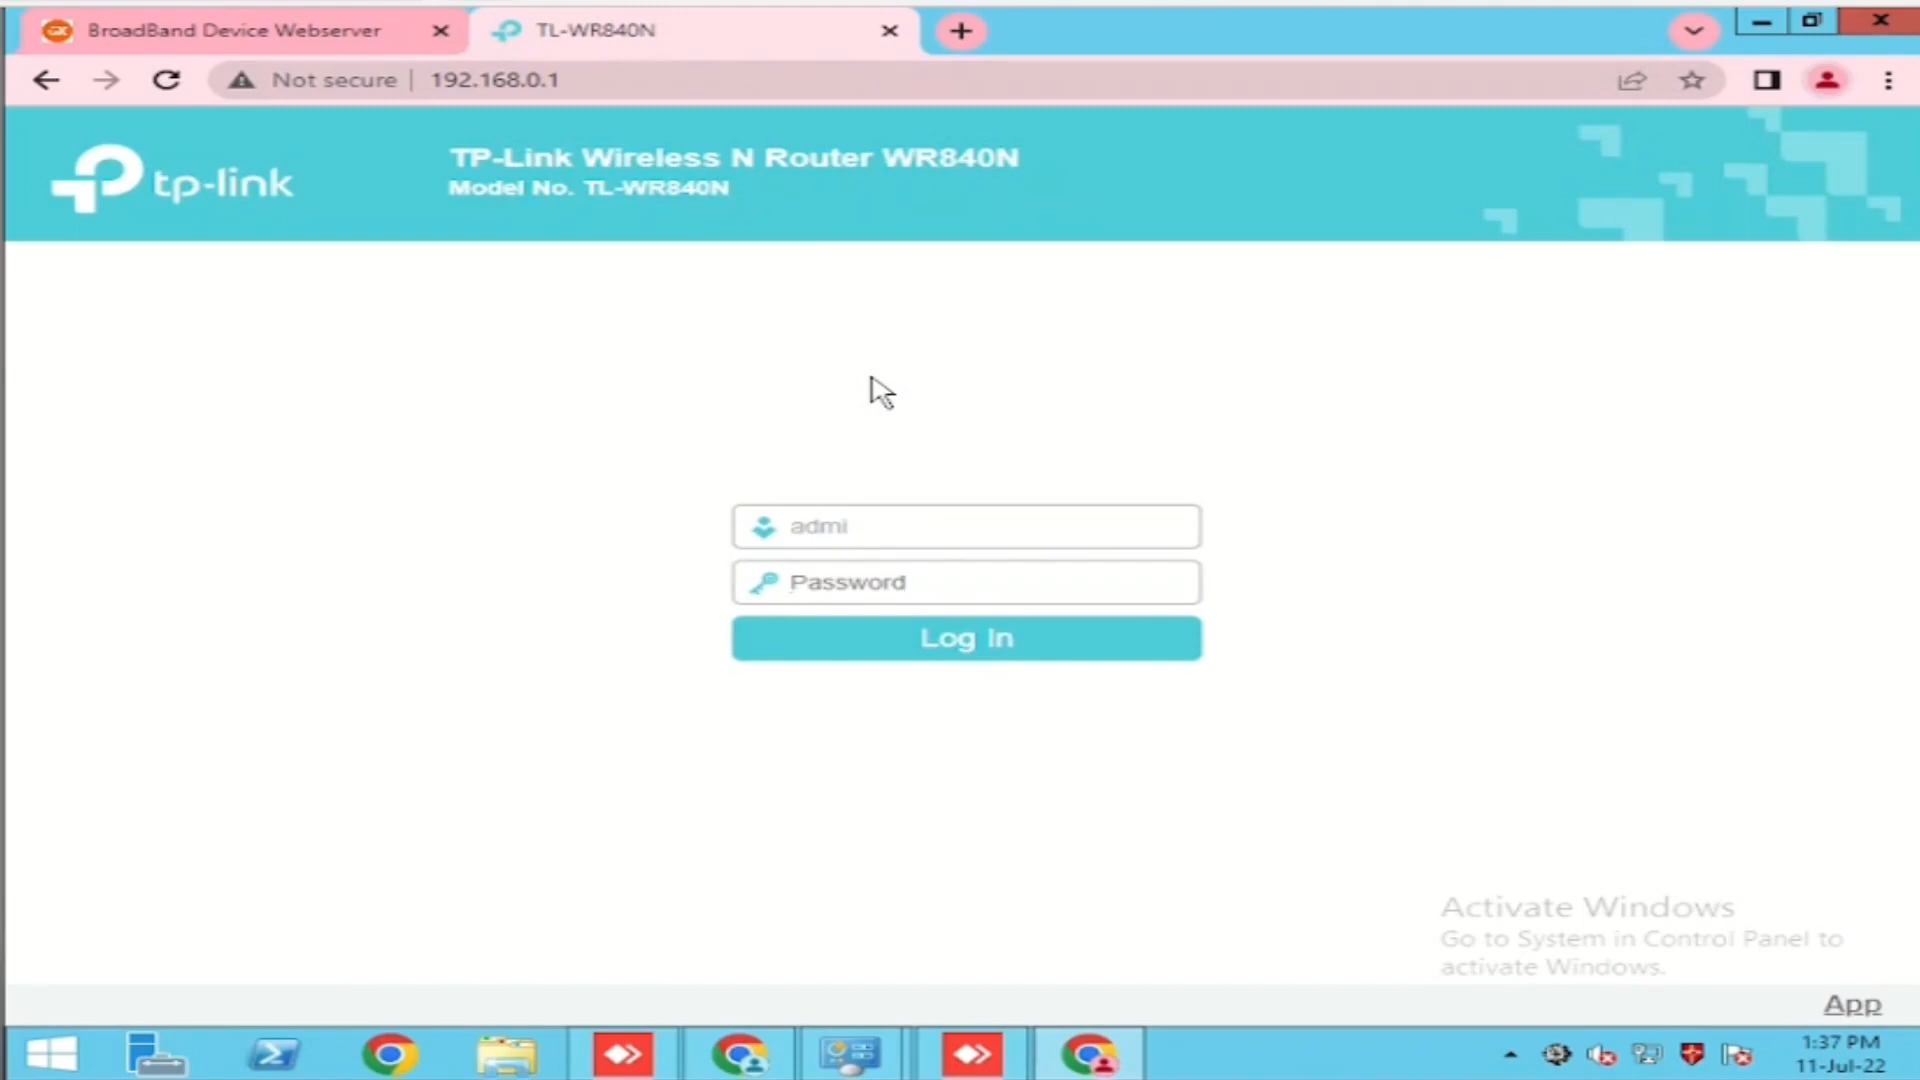 BroadBand Device Webserver
TL-WR840N
Not secure
192.168.0.1
tp-link
TP-Link Wireless N Router WR840N
Model No. TL-WR840N
admi
Password
Log In
Activate Windows
Go to System in Control Panel to
activate Windows.
App
1:37 PM
11-Jul-22